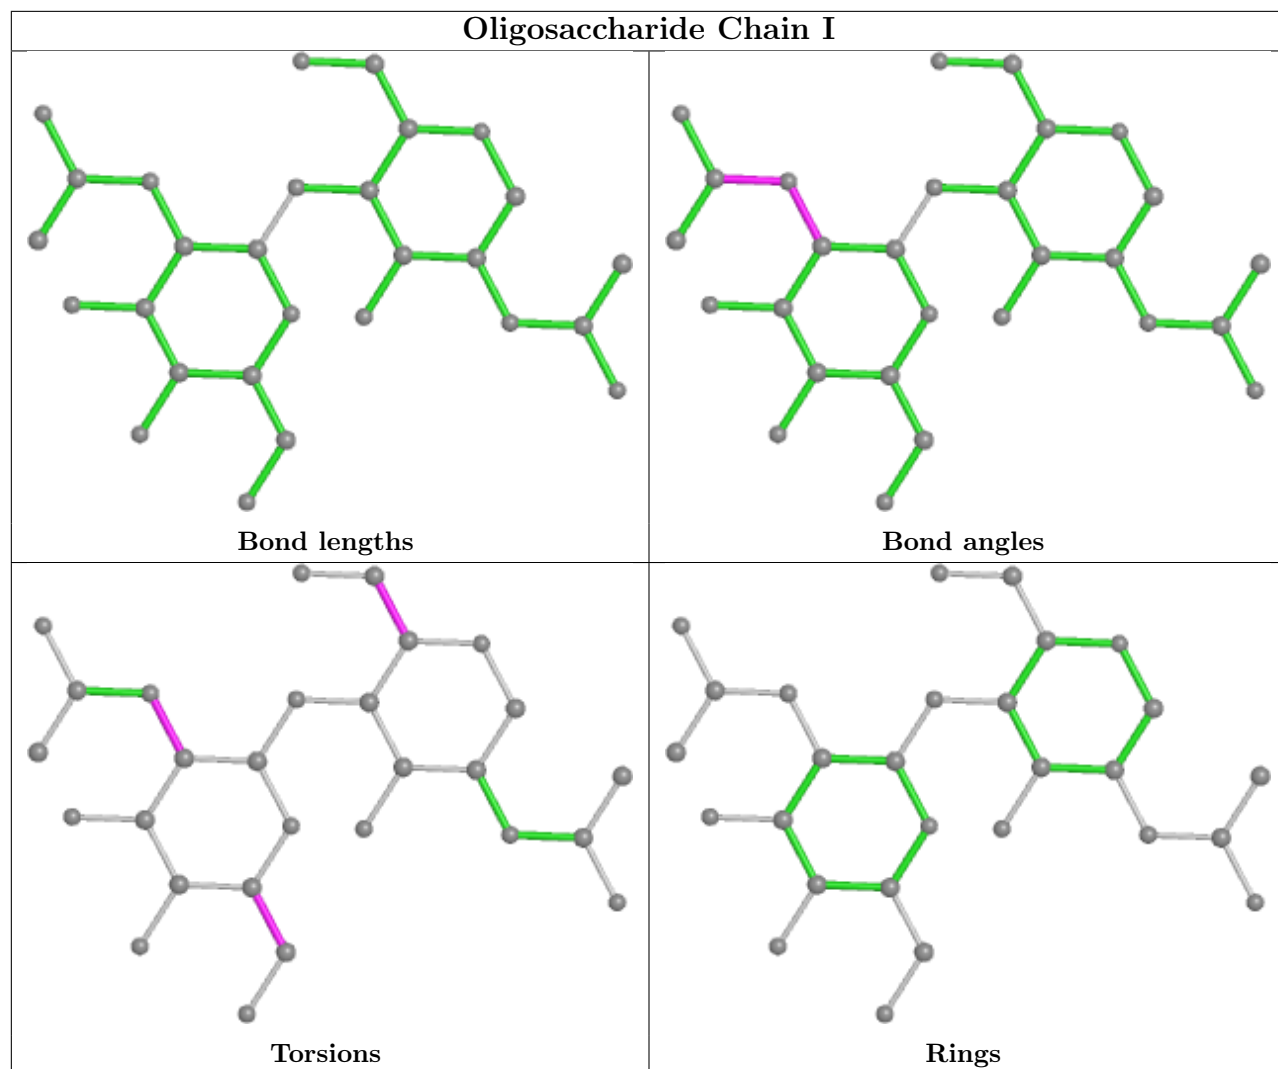 Oligosaccharide Chain I
Bond lengths
Bond angles
Torsions
Rings